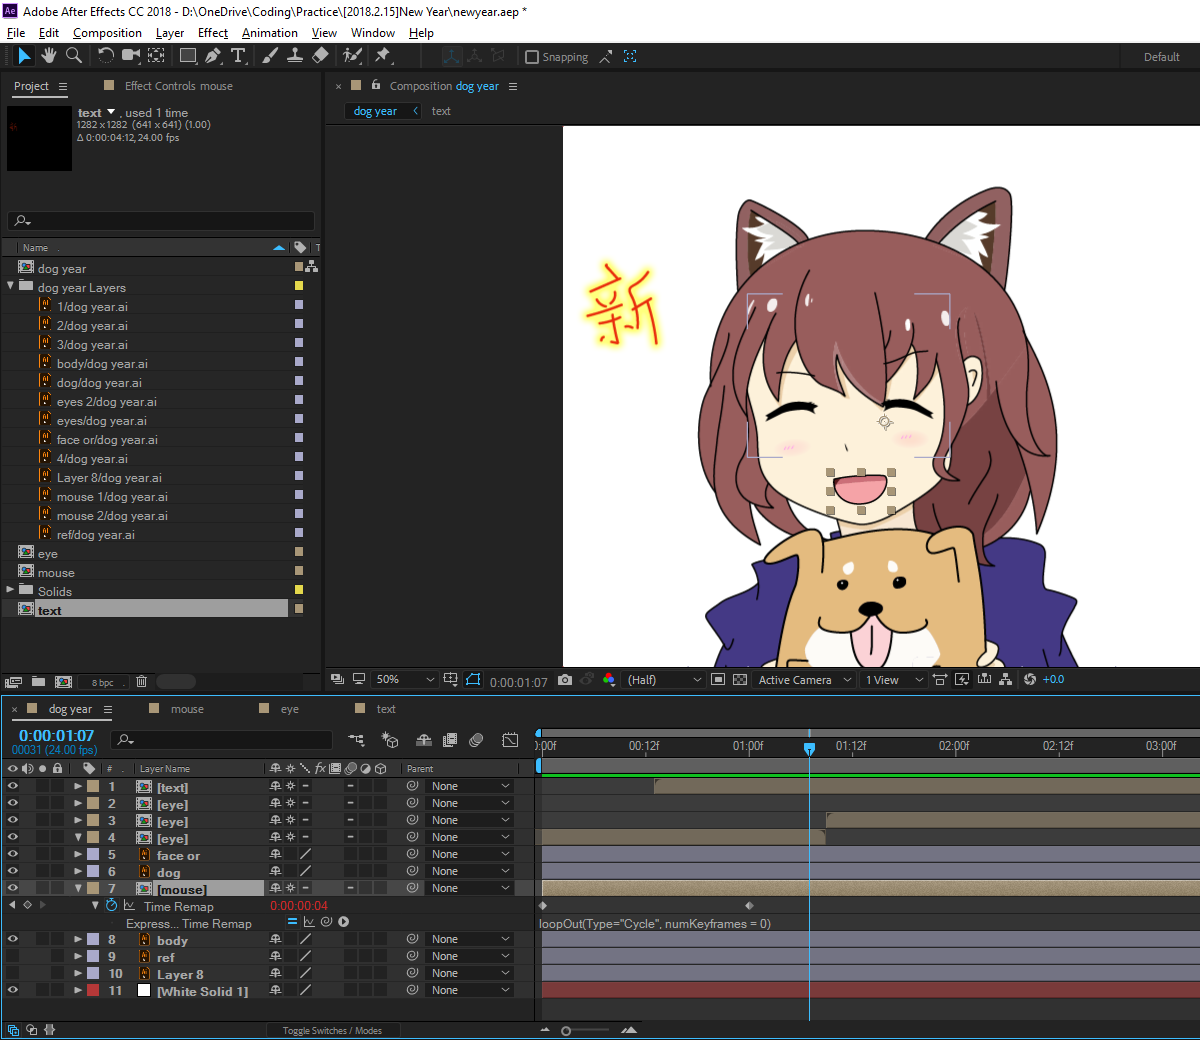 Ae Adobe After Effects CC 2018 - D:\OneDrive\Coding\Practice\[2018.2.15]New Year\newyear.aep *
File Edit Composition Layer Effect Animation View Window Help
Snapping Default
Project Effect Controls mouse
Composition dog year
dog year text
text , used 1 time
1282 x 1282 (641 x 641) (1.00)
Δ 0:00:04:12, 24.00 fps
新
Name T
dog year
dog year Layers
1/dog year.ai
2/dog year.ai
3/dog year.ai
body/dog year.ai
dog/dog year.ai
eyes 2/dog year.ai
eyes/dog year.ai
face or/dog year.ai
4/dog year.ai
Layer 8/dog year.ai
mouse 1/dog year.ai
mouse 2/dog year.ai
ref/dog year.ai
eye
mouse
Solids
text
8 bpc
50% 0:00:01:07 (Half) Active Camera 1 View +0.0
dog year mouse eye text
0:00:01:07
00031 (24.00 fps)
0:00f 00:12f 01:00f 01:12f 02:00f 02:12f 03:00f
# Layer Name fx Parent
1 [text] None
2 [eye] None
3 [eye] None
4 [eye] None
5 face or None
6 dog None
7 [mouse] None
Time Remap 0:00:00:04
Express... Time Remap loopOut(Type="Cycle", numKeyframes = 0)
8 body None
9 ref None
10 Layer 8 None
11 [White Solid 1] None
Toggle Switches / Modes